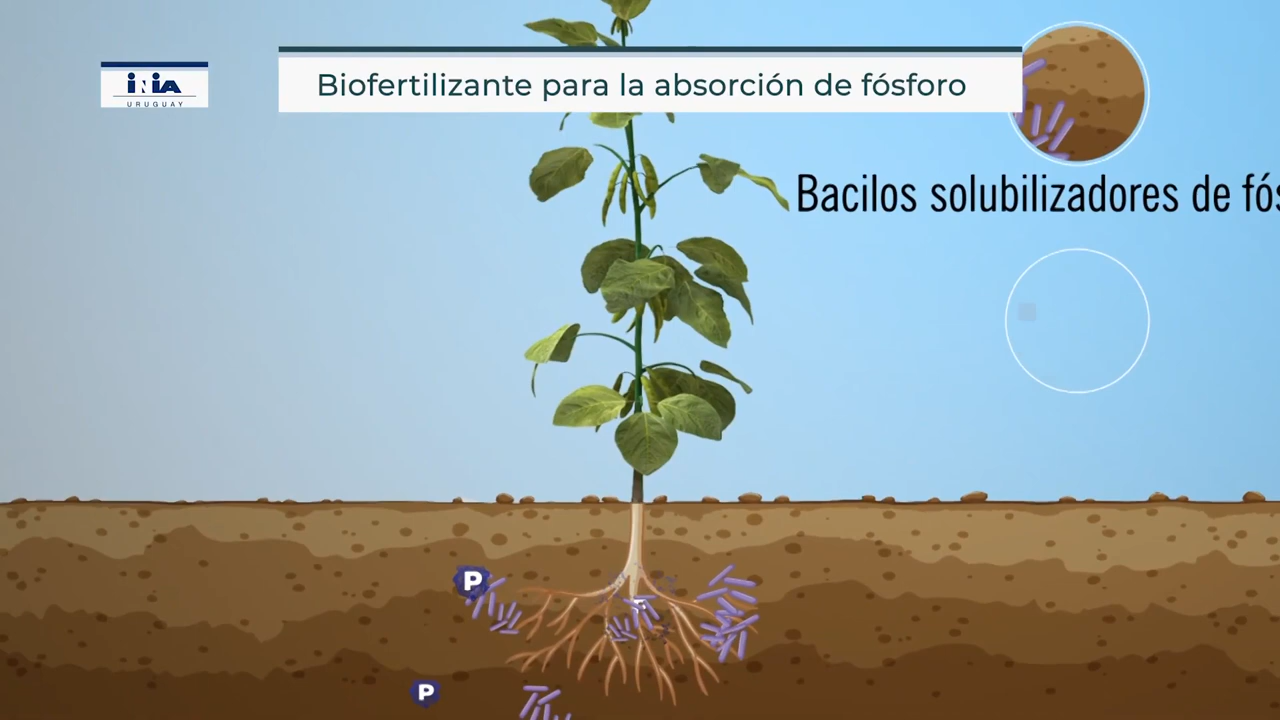 Biofertilizante para la absorción de fósforo
iNiA
URUGUAY
Bacilos solubilizadores de fós
P
P